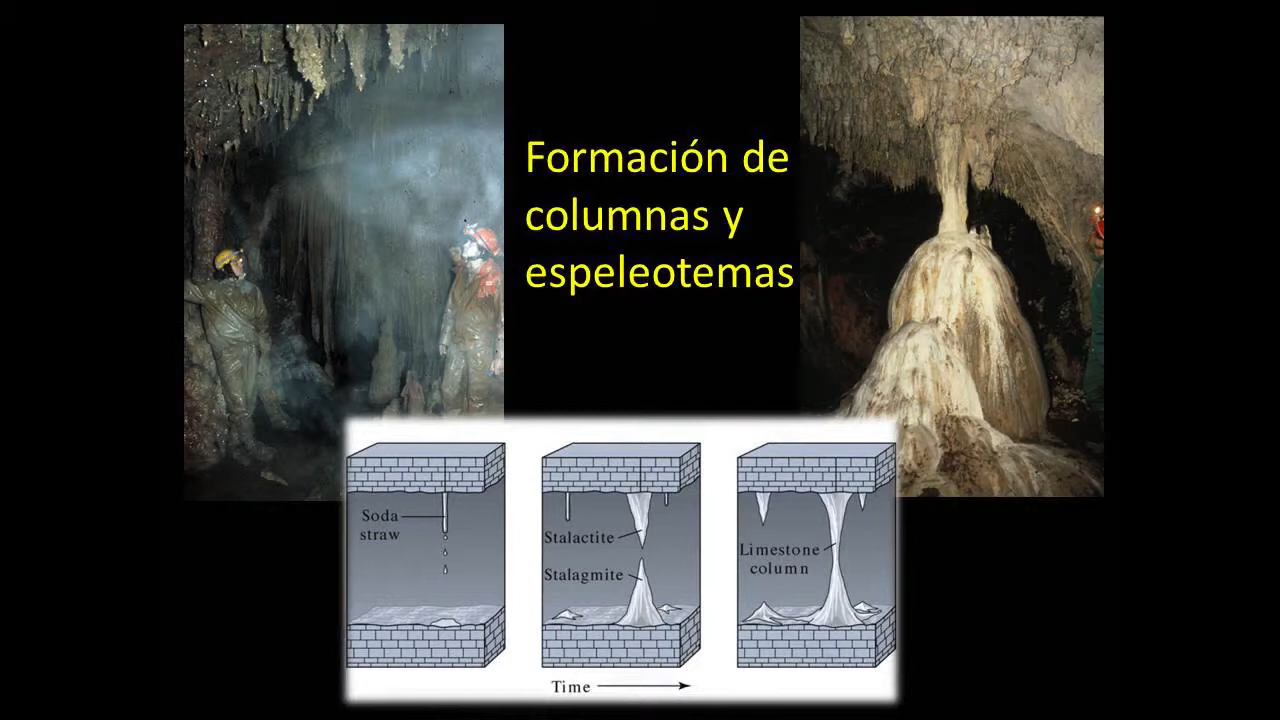 Formación de
columnas y
espeleotemas
Soda
straw
Stalactite
Stalagmite
Limestone
column
Time